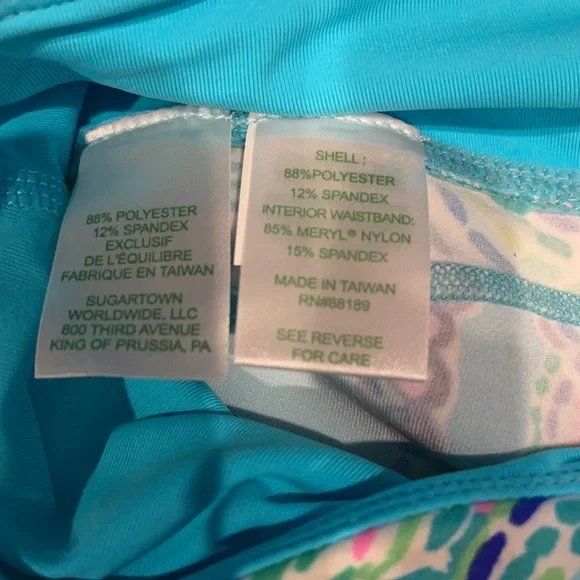 88% POLYESTER
12% SPANDEX
EXCLUSIF
DE L'ÉQUILIBRE
FABRIQUE EN TAIWAN
SUGARTOWN
WORLDWIDE, LLC
800 THIRD AVENUE
KING OF PRUSSIA, PA
SHELL :
88%POLYESTER
12% SPANDEX
INTERIOR WAISTBAND:
85% MERYL® NYLON
15% SPANDEX
MADE IN TAIWAN
RN#88189
SEE REVERSE
FOR CARE